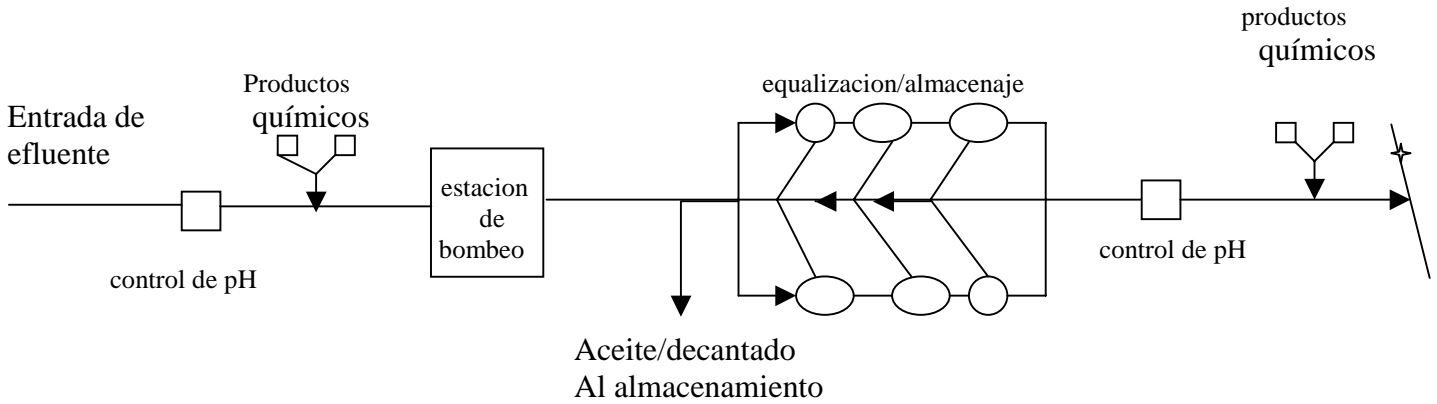 productos
químicos
Productos
químicos
equalizacion/almacenaje
Entrada de
efluente
estacion
de
bombeo
control de pH
control de pH
Aceite/decantado
Al almacenamiento